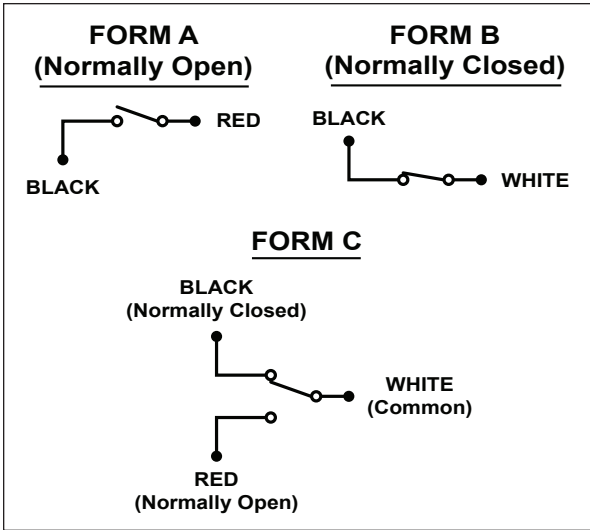 FORM A
(Normally Open)
RED
BLACK
FORM B
(Normally Closed)
BLACK
WHITE
FORM C
BLACK
(Normally Closed)
WHITE
(Common)
RED
(Normally Open)